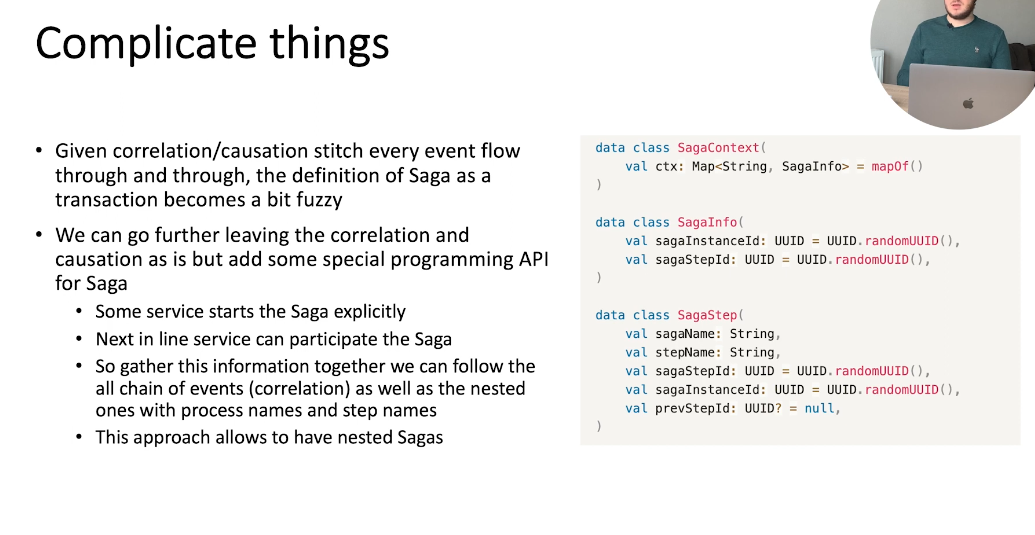 Complicate things
• Given correlation/causation stitch every event flow
through and through, the definition of Saga as a
transaction becomes a bit fuzzy
• We can go further leaving the correlation and
causation as is but add some special programming API
for Saga
• Some service starts the Saga explicitly
• Next in line service can participate the Saga
• So gather this information together we can follow the
all chain of events (correlation) as well as the nested
ones with process names and step names
• This approach allows to have nested Sagas
data class SagaContext(
    val ctx: Map<String, SagaInfo> = mapOf()
)
data class SagaInfo(
    val sagaInstanceId: UUID = UUID.randomUUID(),
    val sagaStepId: UUID = UUID.randomUUID(),
)
data class SagaStep(
    val sagaName: String,
    val stepName: String,
    val sagaStepId: UUID = UUID.randomUUID(),
    val sagaInstanceId: UUID = UUID.randomUUID(),
    val prevStepId: UUID? = null,
)